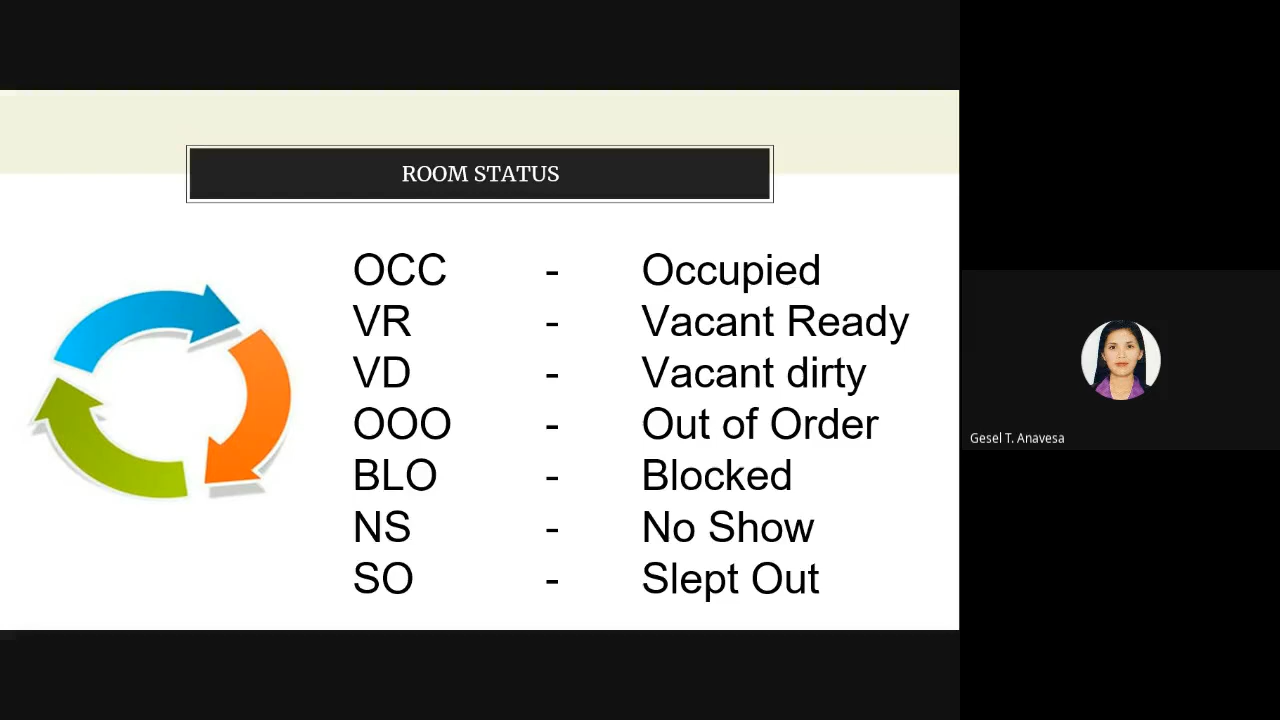 ROOM STATUS
OCC - Occupied
VR - Vacant Ready
VD - Vacant dirty
OOO - Out of Order
BLO - Blocked
NS - No Show
SO - Slept Out
Gesel T. Anavesa